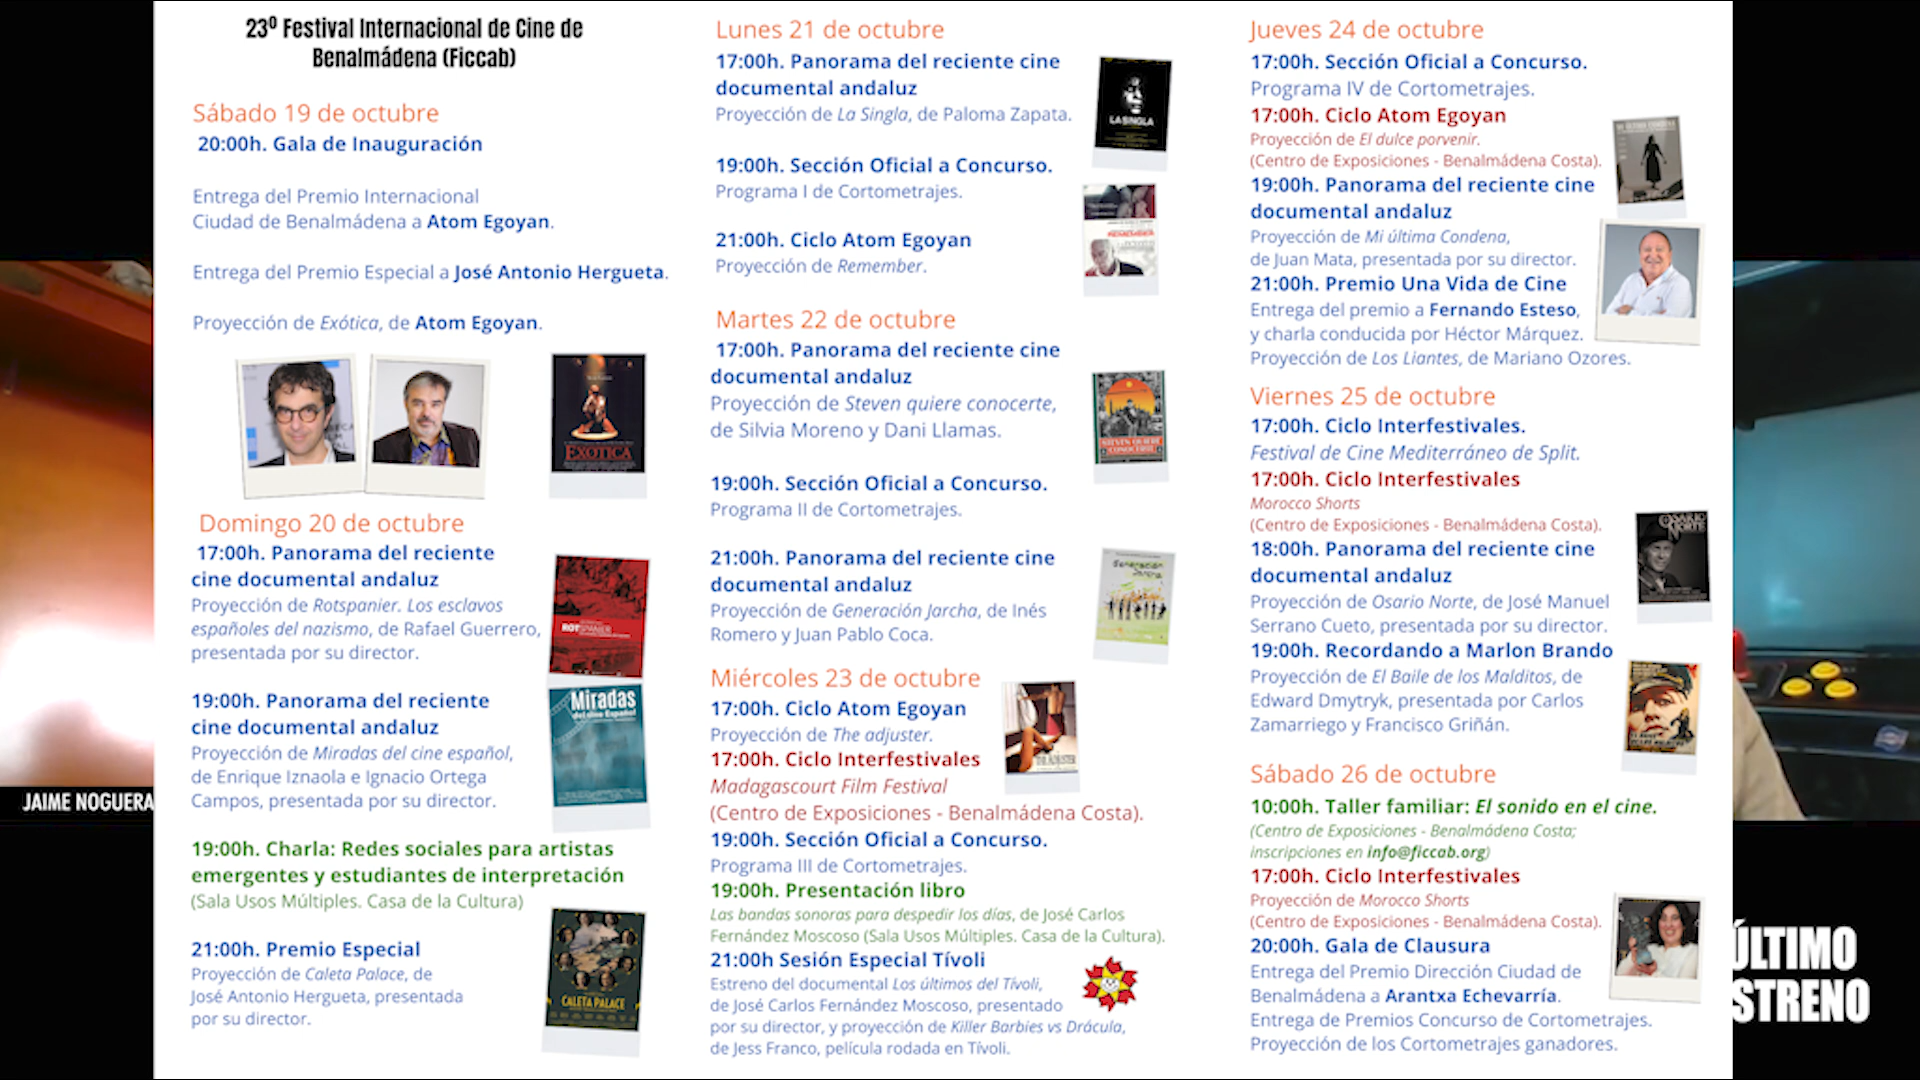 23º Festival Internacional de Cine de
Benalmádena (Ficcab)
Sábado 19 de octubre
20:00h. Gala de Inauguración
Entrega del Premio Internacional
Ciudad de Benalmádena a Atom Egoyan.
Entrega del Premio Especial a José Antonio Hergueta.
Proyección de Exótica, de Atom Egoyan.
EXOTICA
Domingo 20 de octubre
17:00h. Panorama del reciente
cine documental andaluz
Proyección de Rotspanier. Los esclavos
españoles del nazismo, de Rafael Guerrero,
presentada por su director.
ROTSPANIER
19:00h. Panorama del reciente
cine documental andaluz
Proyección de Miradas del cine español,
de Enrique Iznaola e Ignacio Ortega
Campos, presentada por su director.
Miradas
del cine Español
19:00h. Charla: Redes sociales para artistas
emergentes y estudiantes de interpretación
(Sala Usos Múltiples. Casa de la Cultura)
21:00h. Premio Especial
Proyección de Caleta Palace, de
José Antonio Hergueta, presentada
por su director.
CALETA PALACE
Lunes 21 de octubre
17:00h. Panorama del reciente cine
documental andaluz
Proyección de La Singla, de Paloma Zapata.
LA SINGLA
19:00h. Sección Oficial a Concurso.
Programa I de Cortometrajes.
21:00h. Ciclo Atom Egoyan
Proyección de Remember.
REMEMBER
Martes 22 de octubre
17:00h. Panorama del reciente cine
documental andaluz
Proyección de Steven quiere conocerte,
de Silvia Moreno y Dani Llamas.
STEVEN QUIERE
CONOCERTE
19:00h. Sección Oficial a Concurso.
Programa II de Cortometrajes.
21:00h. Panorama del reciente cine
documental andaluz
Proyección de Generación Jarcha, de Inés
Romero y Juan Pablo Coca.
Generación
Jarcha
Miércoles 23 de octubre
17:00h. Ciclo Atom Egoyan
Proyección de The adjuster.
THE ADJUSTER
17:00h. Ciclo Interfestivales
Madagascourt Film Festival
(Centro de Exposiciones - Benalmádena Costa).
19:00h. Sección Oficial a Concurso.
Programa III de Cortometrajes.
19:00h. Presentación libro
Las bandas sonoras para despedir los días, de José Carlos
Fernández Moscoso (Sala Usos Múltiples. Casa de la Cultura).
21:00h Sesión Especial Tívoli
Estreno del documental Los últimos del Tívoli,
de José Carlos Fernández Moscoso, presentado
por su director, y proyección de Killer Barbies vs Drácula,
de Jess Franco, película rodada en Tívoli.
Jueves 24 de octubre
17:00h. Sección Oficial a Concurso.
Programa IV de Cortometrajes.
17:00h. Ciclo Atom Egoyan
Proyección de El dulce porvenir.
(Centro de Exposiciones - Benalmádena Costa).
19:00h. Panorama del reciente cine
documental andaluz
Proyección de Mi última Condena,
de Juan Mata, presentada por su director.
MI ÚLTIMA CONDENA
21:00h. Premio Una Vida de Cine
Entrega del premio a Fernando Esteso,
y charla conducida por Héctor Márquez.
Proyección de Los Liantes, de Mariano Ozores.
Viernes 25 de octubre
17:00h. Ciclo Interfestivales.
Festival de Cine Mediterráneo de Split.
17:00h. Ciclo Interfestivales
Morocco Shorts
(Centro de Exposiciones - Benalmádena Costa).
18:00h. Panorama del reciente cine
documental andaluz
Proyección de Osario Norte, de José Manuel
Serrano Cueto, presentada por su director.
OSARIO
NORTE
19:00h. Recordando a Marlon Brando
Proyección de El Baile de los Malditos, de
Edward Dmytryk, presentada por Carlos
Zamarriego y Francisco Griñán.
Sábado 26 de octubre
10:00h. Taller familiar: El sonido en el cine.
(Centro de Exposiciones - Benalmádena Costa;
inscripciones en info@ficcab.org)
17:00h. Ciclo Interfestivales
Proyección de Morocco Shorts
(Centro de Exposiciones - Benalmádena Costa).
20:00h. Gala de Clausura
Entrega del Premio Dirección Ciudad de
Benalmádena a Arantxa Echevarría.
Entrega de Premios Concurso de Cortometrajes.
Proyección de los Cortometrajes ganadores.
JAIME NOGUERA
ÚLTIMO
STRENO